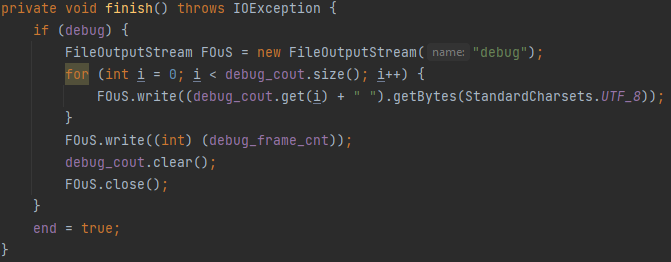 private void finish() throws IOException {
    if (debug) {
        FileOutputStream FOuS = new FileOutputStream( name: "debug");
        for (int i = 0; i < debug_cout.size(); i++) {
            FOuS.write((debug_cout.get(i) + " ").getBytes(StandardCharsets.UTF_8));
        }
        FOuS.write((int) (debug_frame_cnt));
        debug_cout.clear();
        FOuS.close();
    }
    end = true;
}